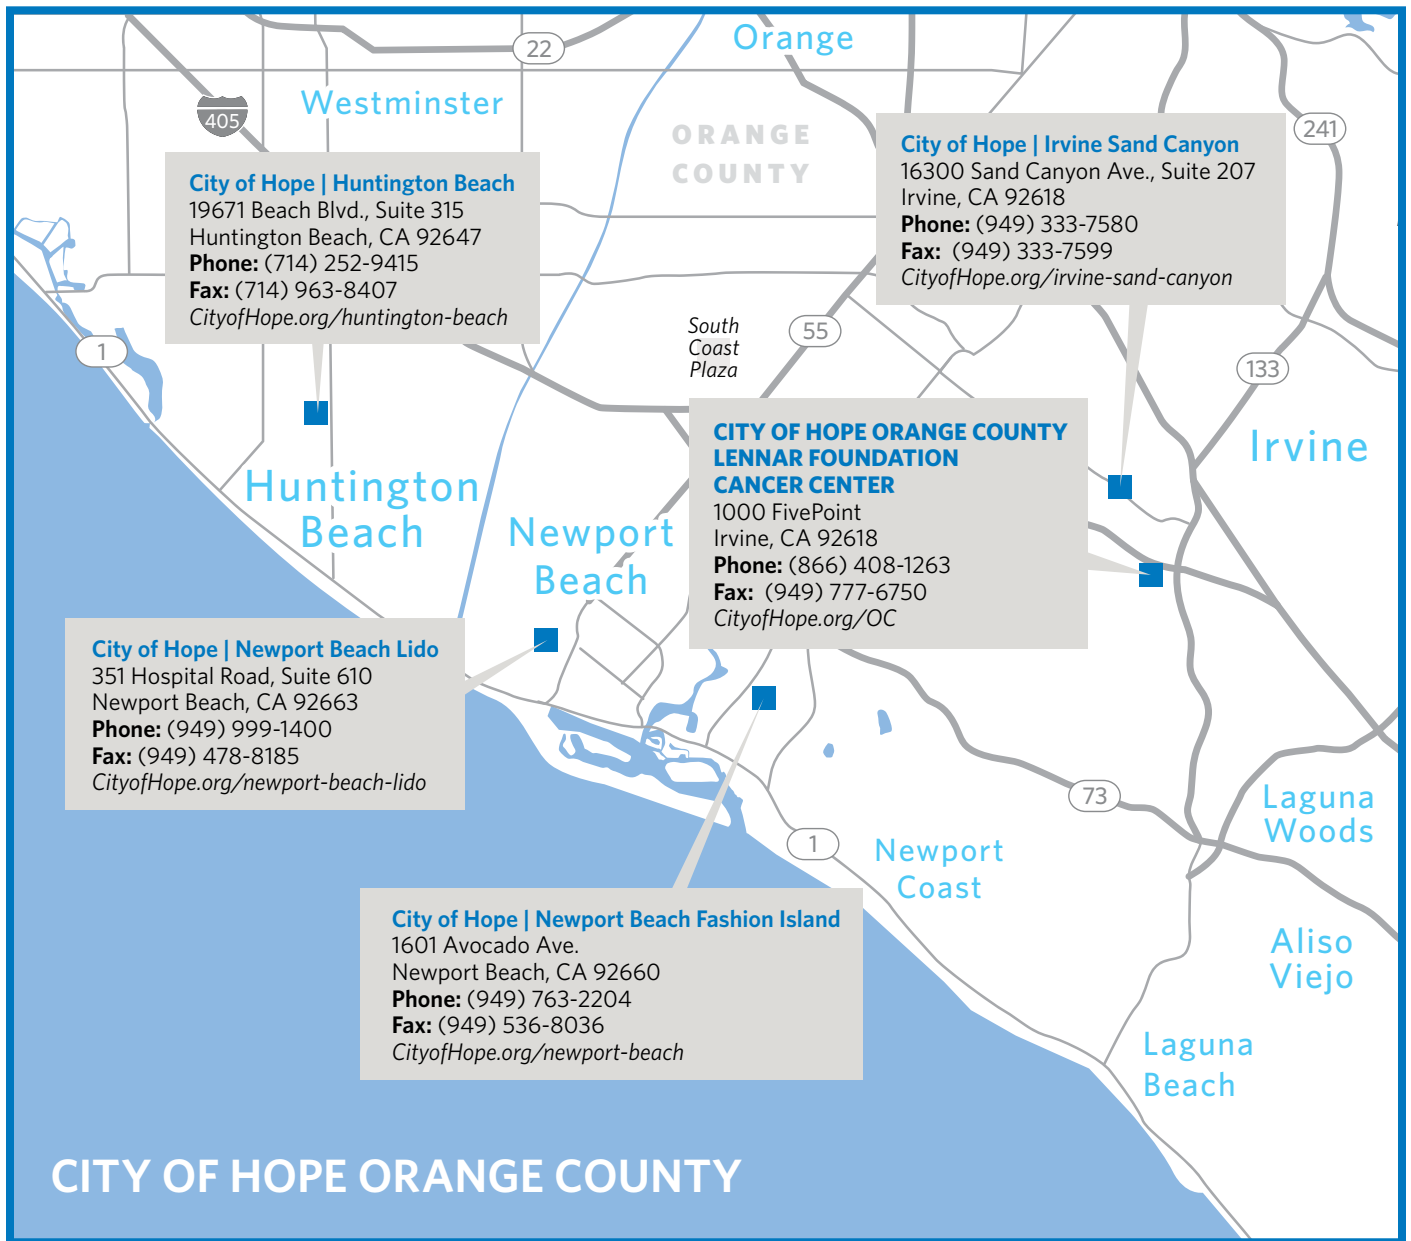 Orange
22
Westminster
405
ORANGE
COUNTY
241
City of Hope | Irvine Sand Canyon
16300 Sand Canyon Ave., Suite 207
Irvine, CA 92618
Phone: (949) 333-7580
Fax: (949) 333-7599
CityofHope.org/irvine-sand-canyon
City of Hope | Huntington Beach
19671 Beach Blvd., Suite 315
Huntington Beach, CA 92647
Phone: (714) 252-9415
Fax: (714) 963-8407
CityofHope.org/huntington-beach
South
Coast
Plaza
55
1
133
Irvine
CITY OF HOPE ORANGE COUNTY
LENNAR FOUNDATION
CANCER CENTER
1000 FivePoint
Irvine, CA 92618
Phone: (866) 408-1263
Fax: (949) 777-6750
CityofHope.org/OC
Huntington
Beach
Newport
Beach
City of Hope | Newport Beach Lido
351 Hospital Road, Suite 610
Newport Beach, CA 92663
Phone: (949) 999-1400
Fax: (949) 478-8185
CityofHope.org/newport-beach-lido
73
Laguna
Woods
1
Newport
Coast
City of Hope | Newport Beach Fashion Island
1601 Avocado Ave.
Newport Beach, CA 92660
Phone: (949) 763-2204
Fax: (949) 536-8036
CityofHope.org/newport-beach
Aliso
Viejo
Laguna
Beach
CITY OF HOPE ORANGE COUNTY